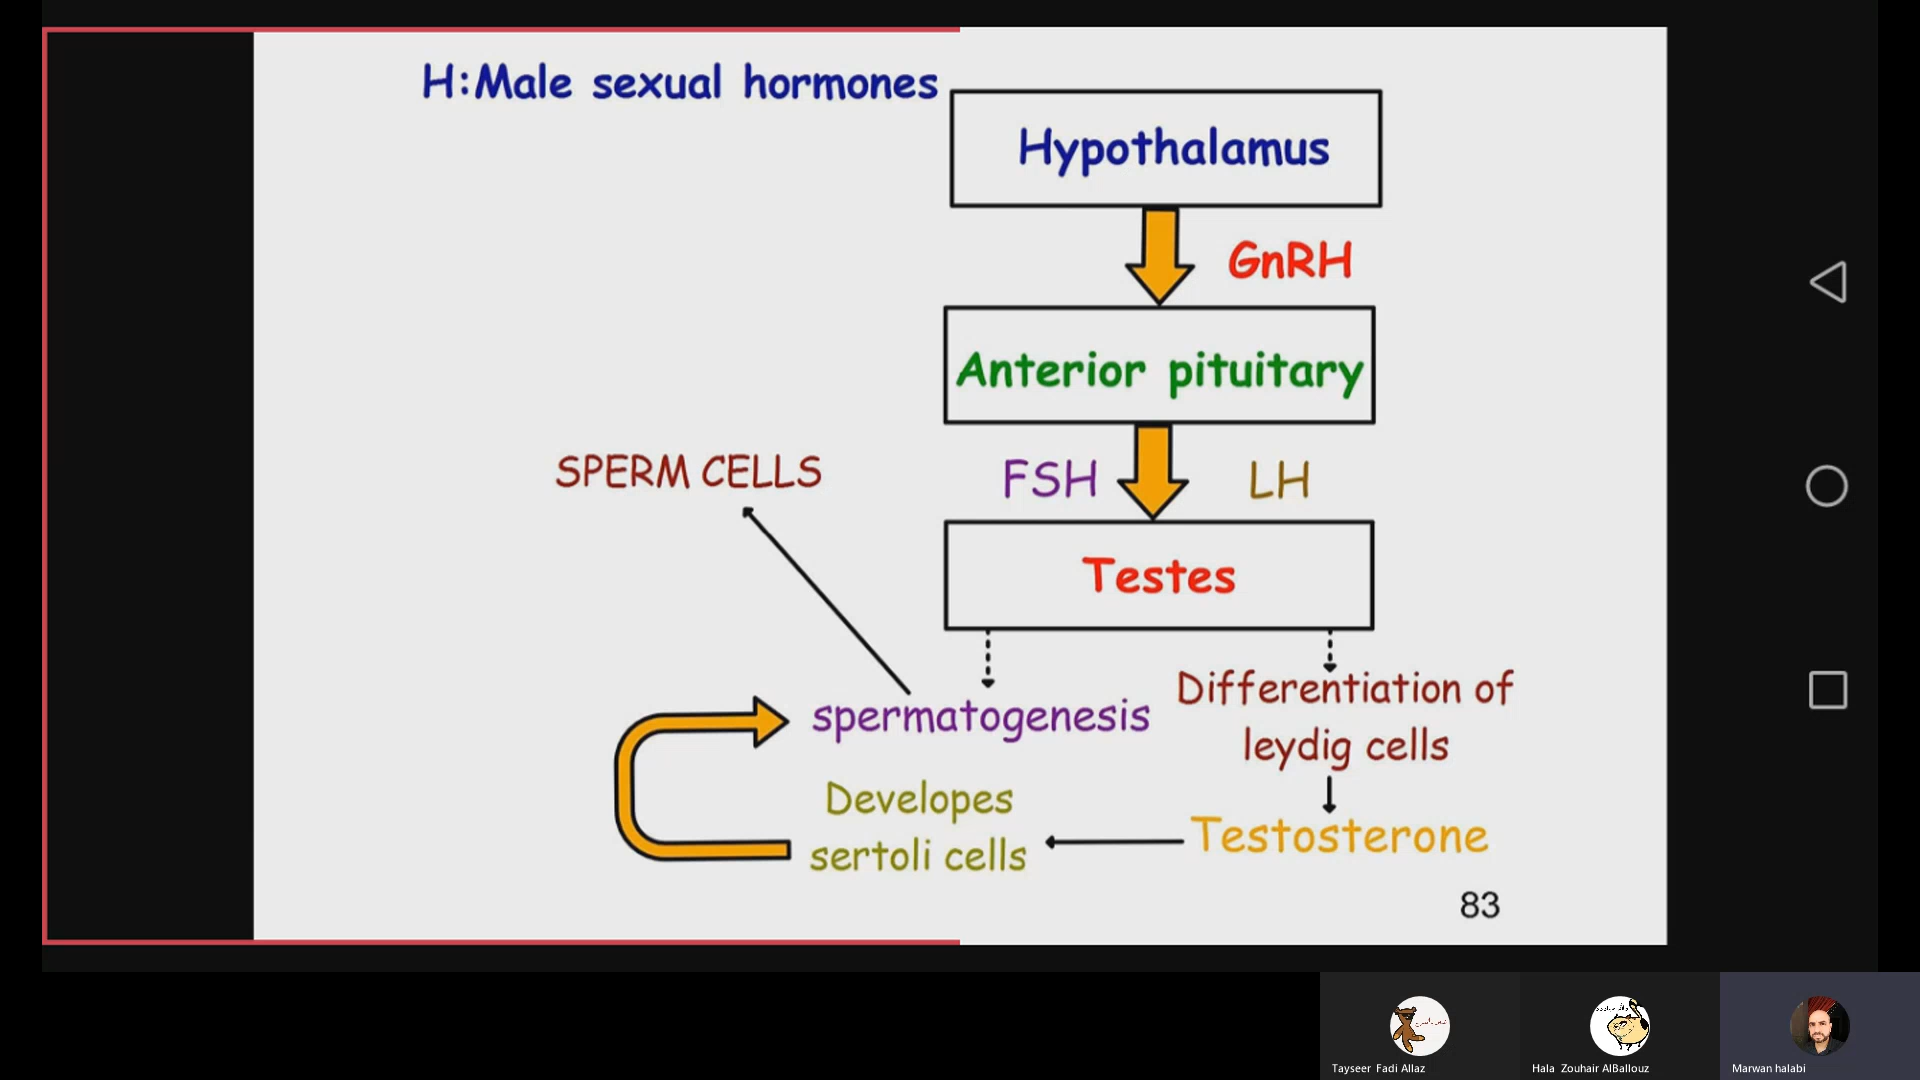 H:Male sexual hormones
Hypothalamus
GnRH
Anterior pituitary
FSH
LH
SPERM CELLS
Testes
spermatogenesis
Differentiation of
leydig cells
Developes
sertoli cells
Testosterone
83
Tayseer Fadi Allaz
Hala Zouhair AlBallouz
Marwan halabi